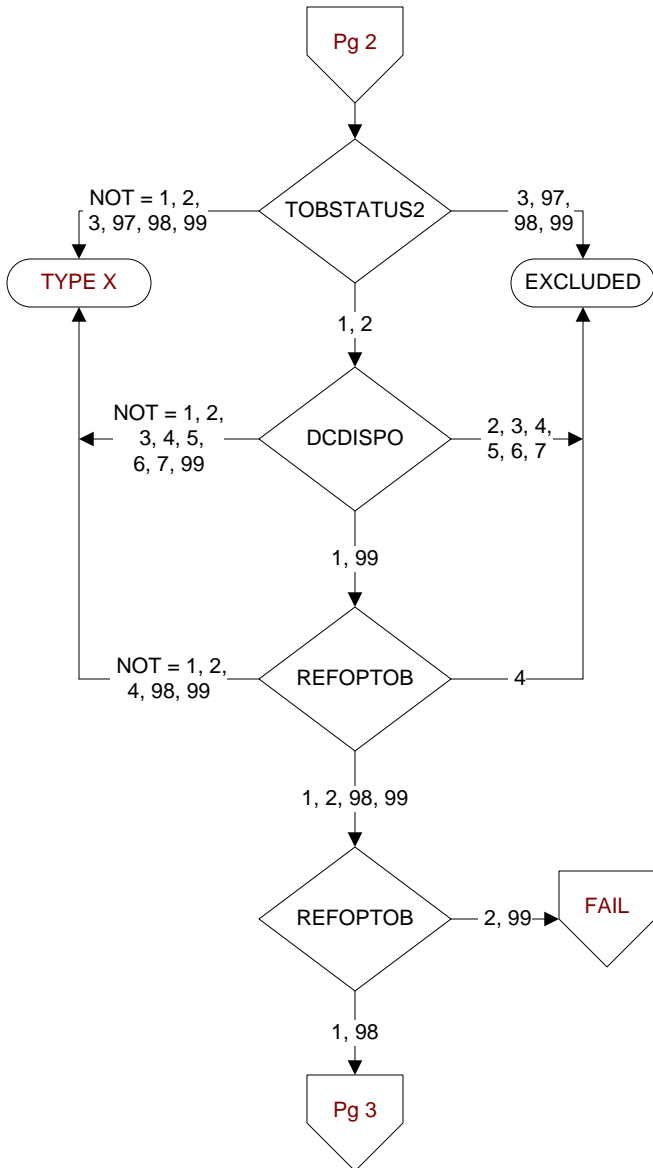 Pg 2
NOT = 1, 2,
3, 97, 98, 99
TOBSTATUS2
3, 97,
98, 99
TYPE X
EXCLUDED
1, 2
NOT = 1, 2,
3, 4, 5,
6, 7, 99
DCDISPO
2, 3, 4,
5, 6, 7
1, 99
NOT = 1, 2,
4, 98, 99
REFOPTOB
4
1, 2, 98, 99
REFOPTOB
2, 99
FAIL
1, 98
Pg 3